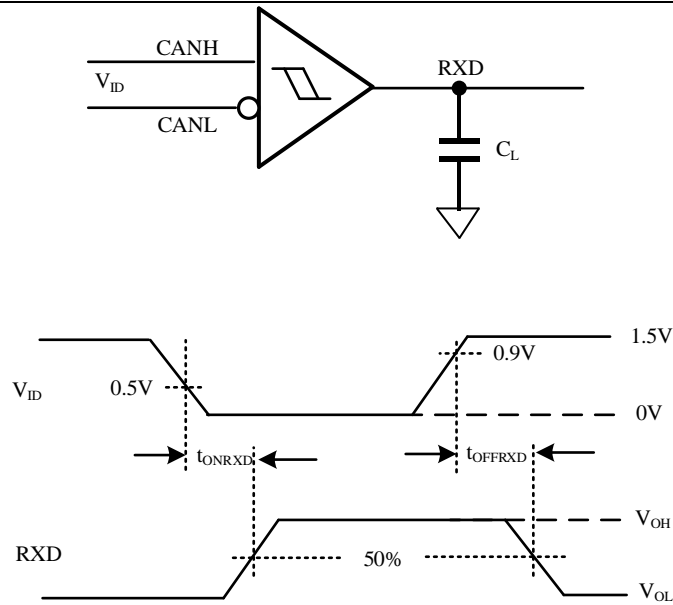 CANH
RXD
V_ID
CANL
C_L
1.5V
0.9V
V_ID
0.5V
0V
t_ONRXD
t_OFFRXD
V_OH
RXD
50%
V_OL